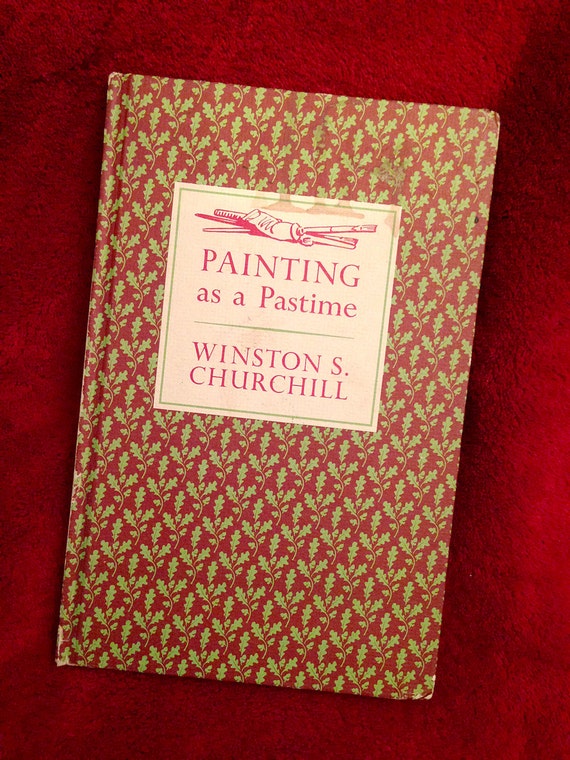 PAINTING
as a Pastime
WINSTON S.
CHURCHILL